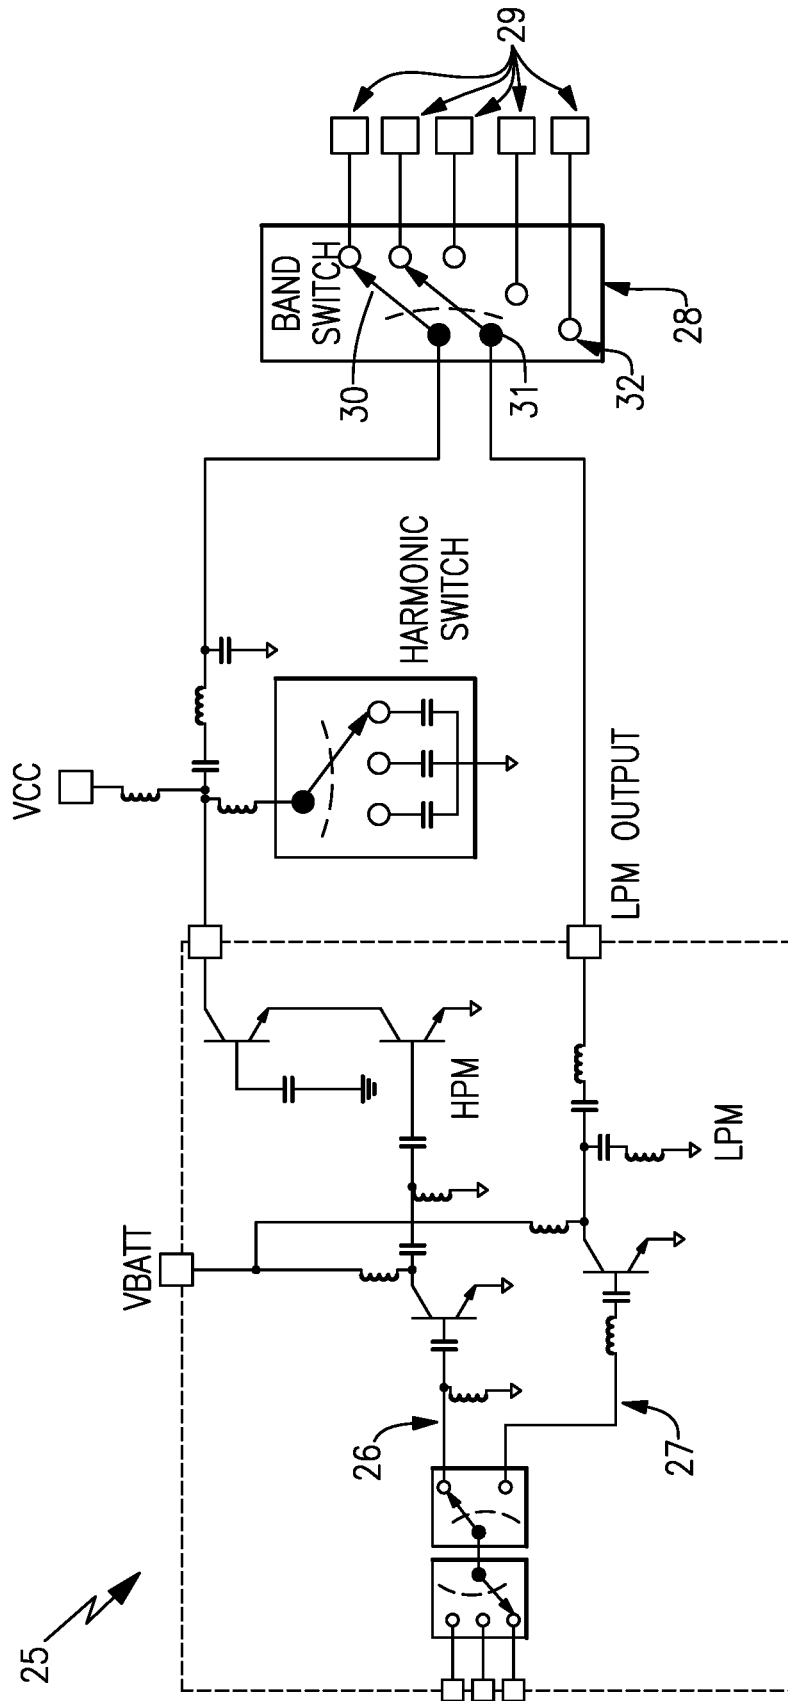 25
VBATT
VCC
26
27
HPM
LPM
LPM OUTPUT
HARMONIC
SWITCH
BAND
SWITCH
30
31
32
28
29